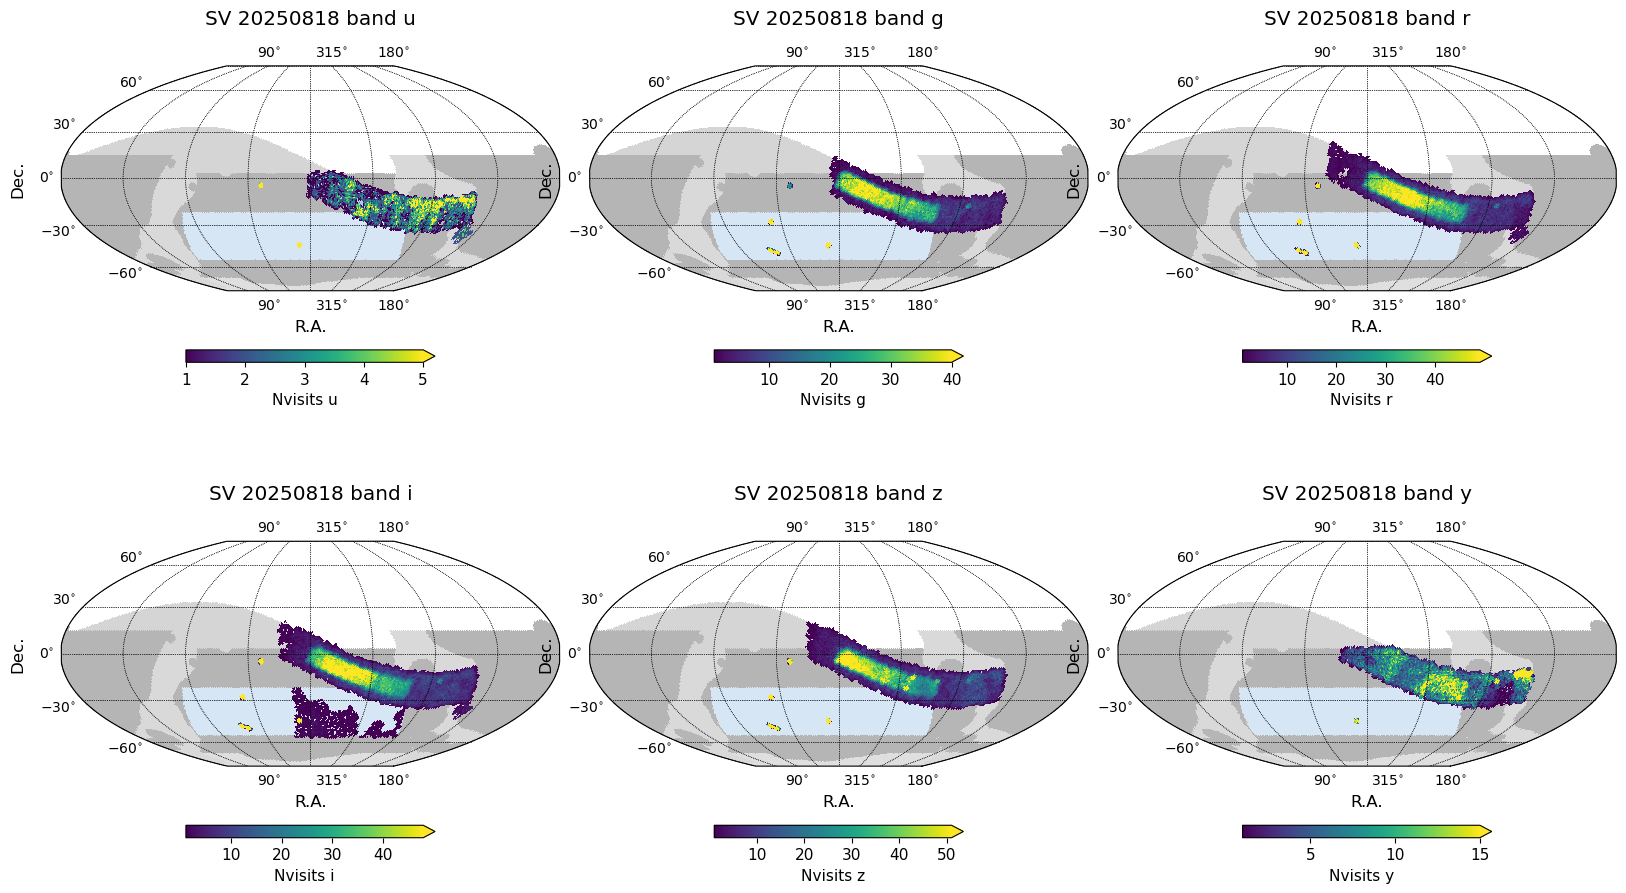 SV 20250818 band u
90° 315° 180°
60°
30°
0°
−30°
−60°
Dec.
90° 315° 180°
R.A.
1 2 3 4 5
Nvisits u
SV 20250818 band g
90° 315° 180°
60°
30°
0°
−30°
−60°
Dec.
90° 315° 180°
R.A.
10 20 30 40
Nvisits g
SV 20250818 band r
90° 315° 180°
60°
30°
0°
−30°
−60°
Dec.
90° 315° 180°
R.A.
10 20 30 40
Nvisits r
SV 20250818 band i
90° 315° 180°
60°
30°
0°
−30°
−60°
Dec.
90° 315° 180°
R.A.
10 20 30 40
Nvisits i
SV 20250818 band z
90° 315° 180°
60°
30°
0°
−30°
−60°
Dec.
90° 315° 180°
R.A.
10 20 30 40 50
Nvisits z
SV 20250818 band y
90° 315° 180°
60°
30°
0°
−30°
−60°
Dec.
90° 315° 180°
R.A.
5 10 15
Nvisits y